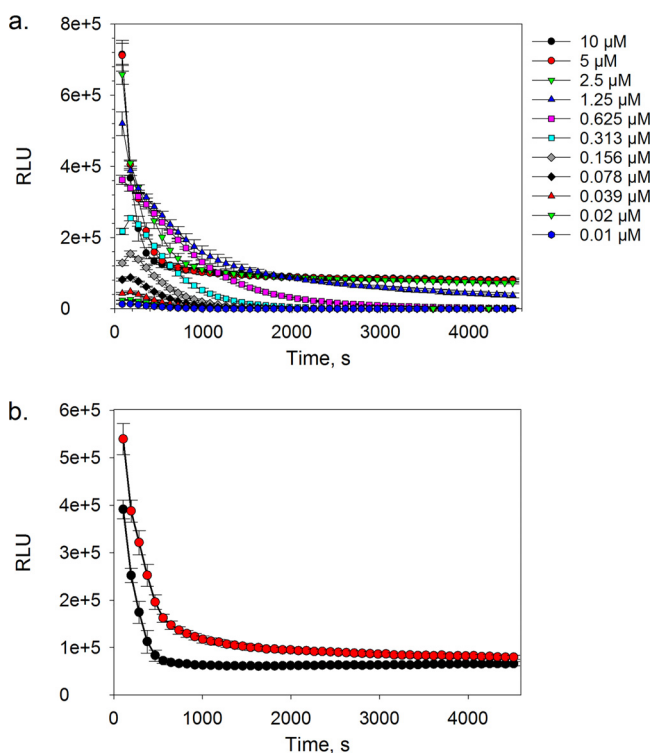 a.
8e+5
6e+5
4e+5
2e+5
0
RLU
0 1000 2000 3000 4000
Time, s
10 µM
5 µM
2.5 µM
1.25 µM
0.625 µM
0.313 µM
0.156 µM
0.078 µM
0.039 µM
0.02 µM
0.01 µM
b.
6e+5
5e+5
4e+5
3e+5
2e+5
1e+5
0
RLU
0 1000 2000 3000 4000
Time, s